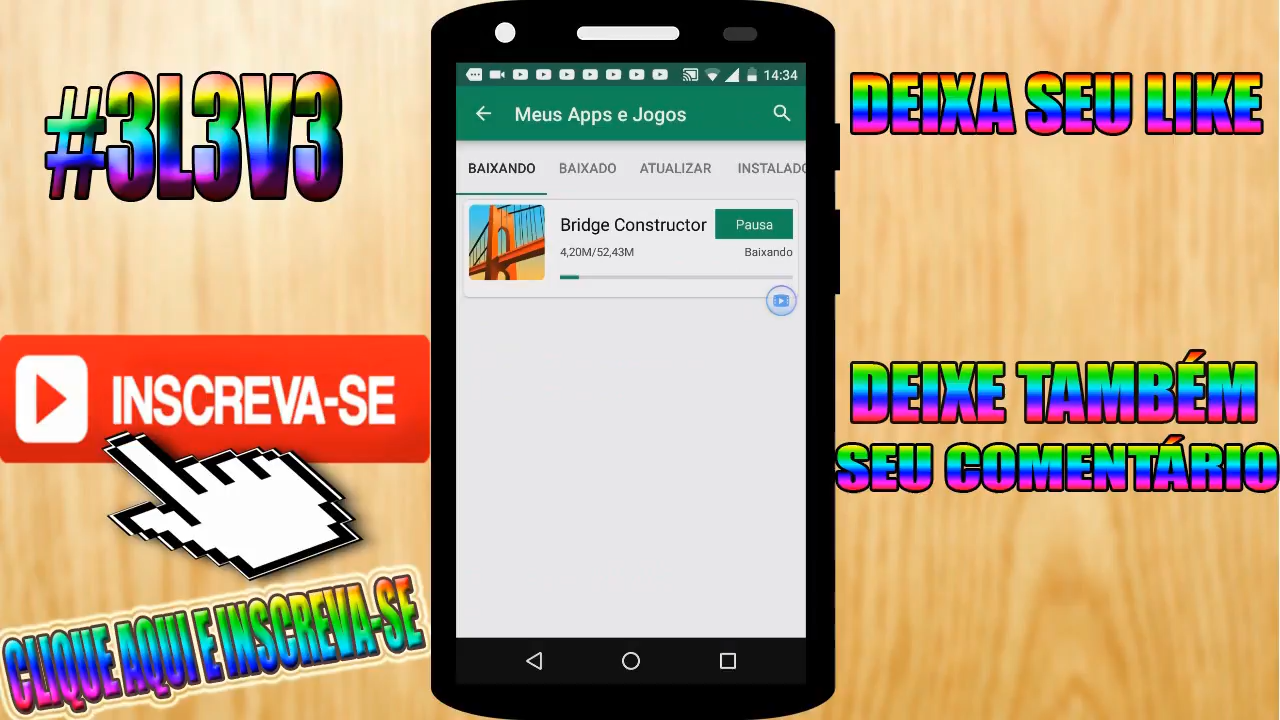 #3L3V3
INSCREVA-SE
CLIQUE AQUI E INSCREVA-SE
14:34
Meus Apps e Jogos
BAIXANDO BAIXADO ATUALIZAR INSTALADO
Bridge Constructor
Pausa
4,20M/52,43M
Baixando
DEIXA SEU LIKE
DEIXE TAMBÉM
SEU COMENTÁRIO